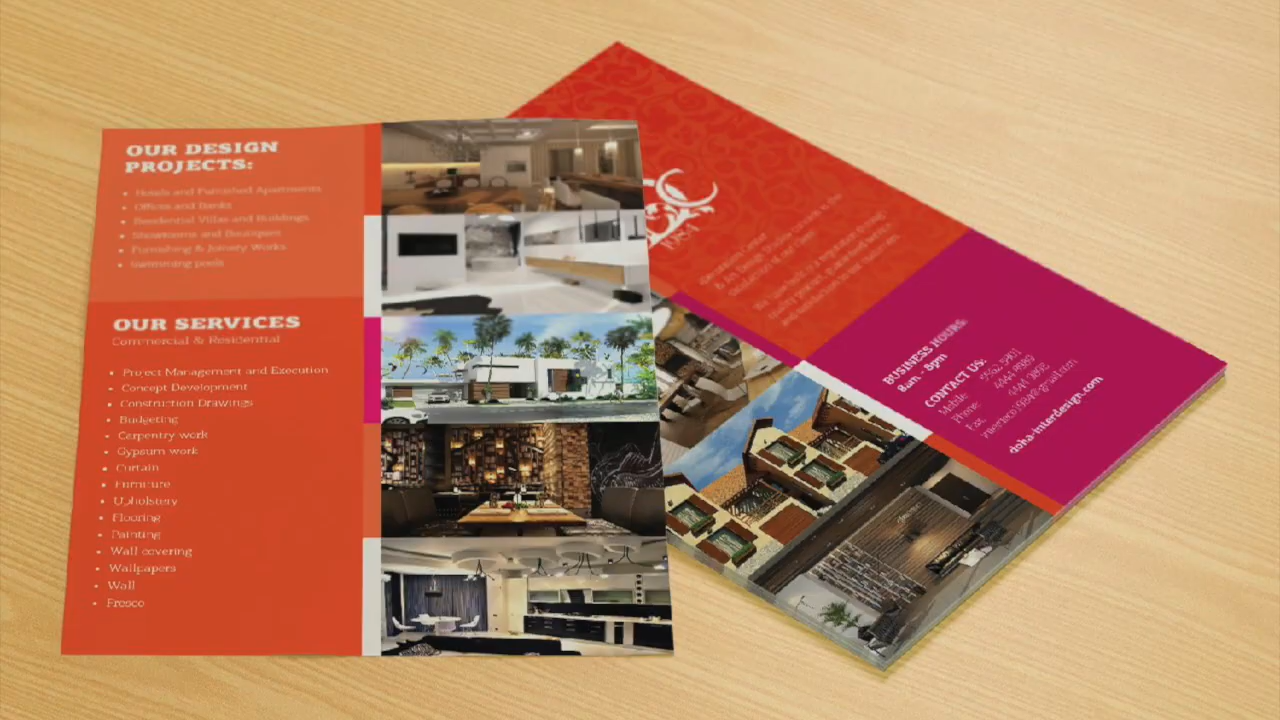 OUR DESIGN
PROJECTS:
Hotels and Furnished Apartments
Offices and Banks
Residential Villas and Buildings
Showrooms and Boutiques
Furnishing & Joinery Works
Swimming pools
OUR SERVICES
Commercial & Residential
Project Management and Execution
Concept Development
Construction Drawings
Budgeting
Carpentry work
Gypsum work
Curtain
Furniture
Upholstery
Flooring
Painting
Wall covering
Wallpapers
Wall
Fresco
1984
BUSINESS HOURS:
8am - 8pm
CONTACT US:
Mobile:
Phone:
Fax:
doha-interdesign.com